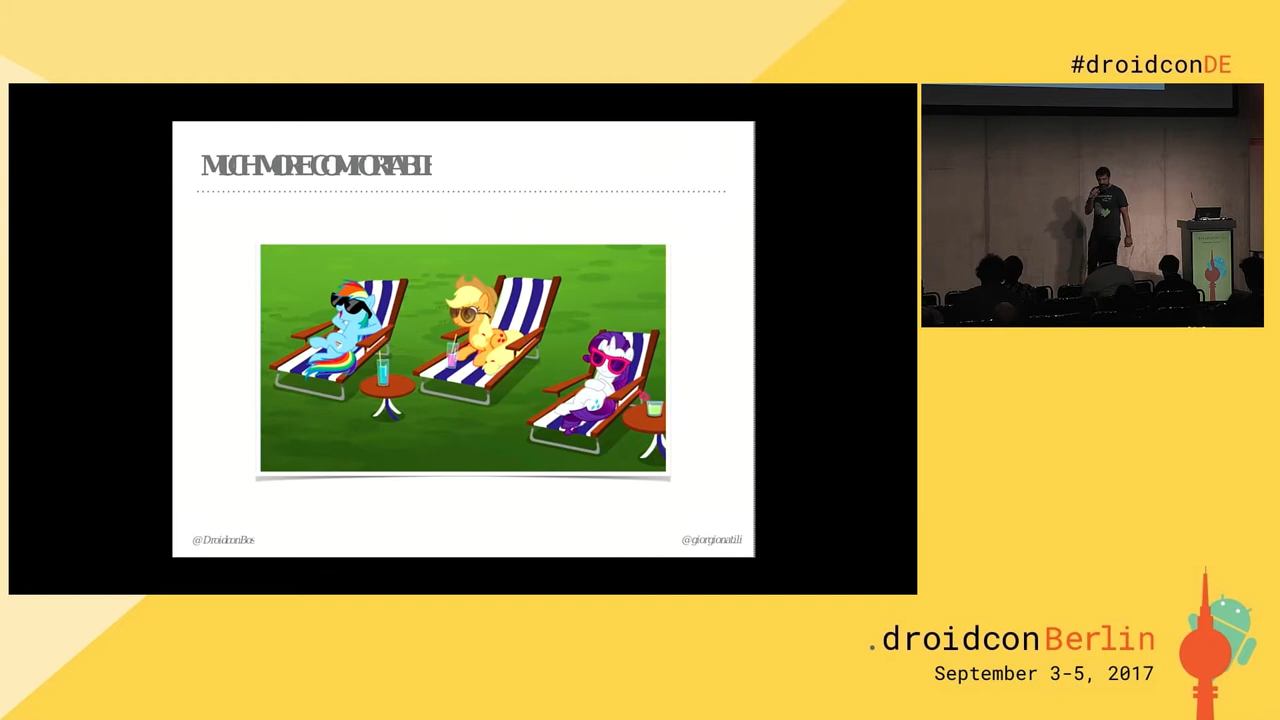 #droidconDE
MUCH MORE COMFORTABLE
@DroidconBos
@giorgionatili
.droidconBerlin
September 3-5, 2017